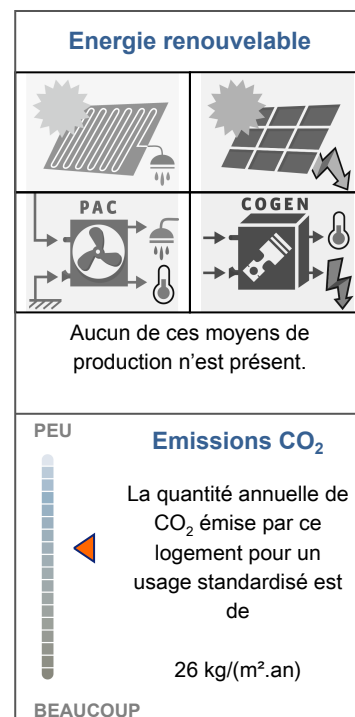 Energie renouvelable
PAC
COGEN
Aucun de ces moyens de
production n'est présent.
PEU
Emissions CO₂
La quantité annuelle de
CO₂ émise par ce
logement pour un
usage standardisé est
de
26 kg/(m².an)
BEAUCOUP